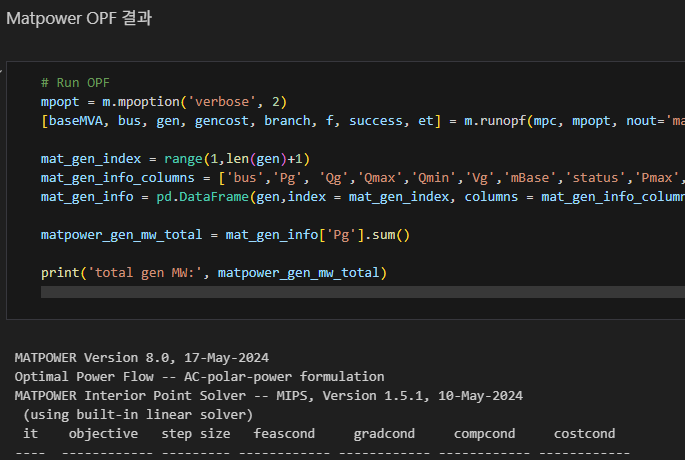 Matpower OPF 결과
# Run OPF
mpopt = m.mpoption('verbose', 2)
[baseMVA, bus, gen, gencost, branch, f, success, et] = m.runopf(mpc, mpopt, nout='ma
mat_gen_index = range(1,len(gen)+1)
mat_gen_info_columns = ['bus','Pg', 'Qg','Qmax','Qmin','Vg','mBase','status','Pmax',
mat_gen_info = pd.DataFrame(gen,index = mat_gen_index, columns = mat_gen_info_column
matpower_gen_mw_total = mat_gen_info['Pg'].sum()
print('total gen MW:', matpower_gen_mw_total)
MATPOWER Version 8.0, 17-May-2024
Optimal Power Flow -- AC-polar-power formulation
MATPOWER Interior Point Solver -- MIPS, Version 1.5.1, 10-May-2024
(using built-in linear solver)
it objective step size feascond gradcond compcond costcond
---- ------------ --------- ------------ ------------ ------------ ------------